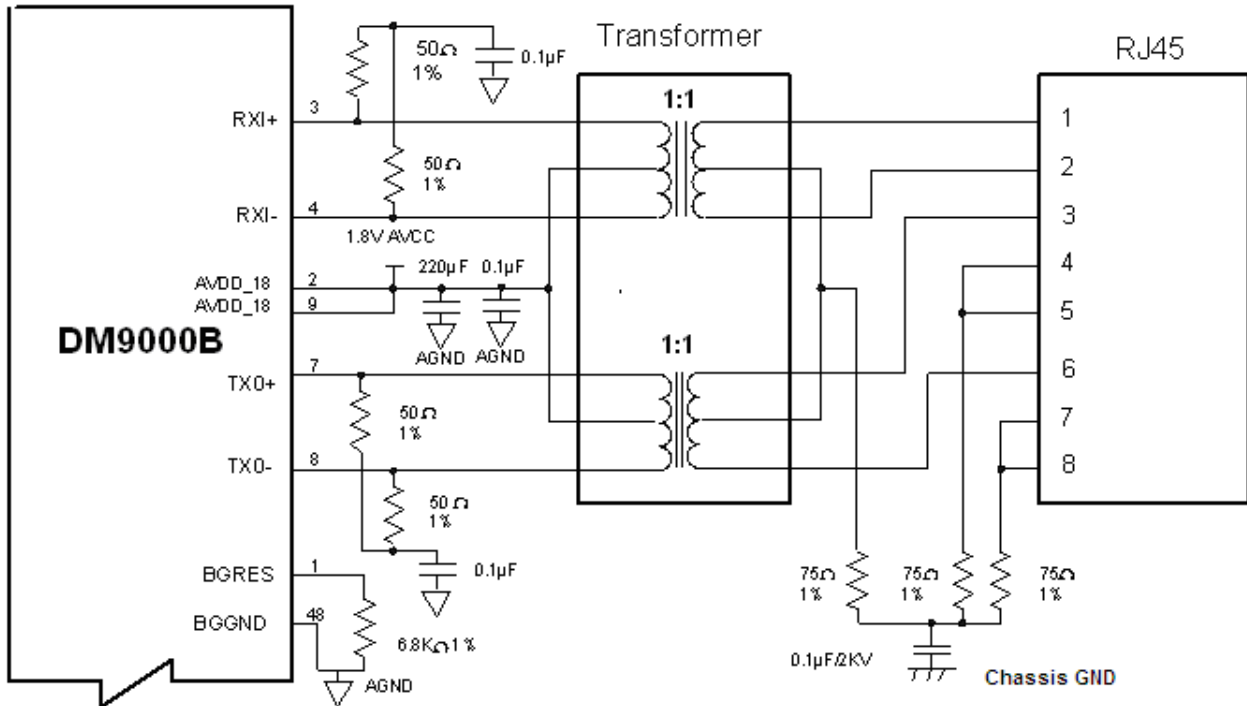 Transformer
RJ45
50Ω
1%
0.1µF
1:1
3
RXI+
1
50Ω
1%
2
4
RXI-
3
1.8V AVCC
4
220µF
0.1µF
AVDD_18
2
AVDD_18
9
5
DM9000B
AGND
AGND
1:1
7
TX0+
6
50Ω
1%
7
TX0-
8
8
50Ω
1%
BGRES
1
0.1µF
75Ω
1%
75Ω
1%
75Ω
1%
BGGND
48
6.8KΩ 1%
AGND
0.1µF/2KV
Chassis GND